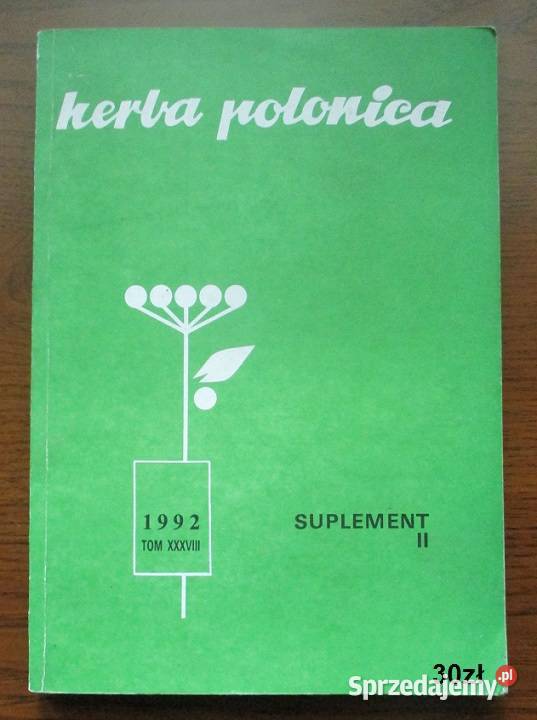 herba polonica
1992
TOM XXXVIII
SUPLEMENT
II
30zł
Sprzedajemy.pl